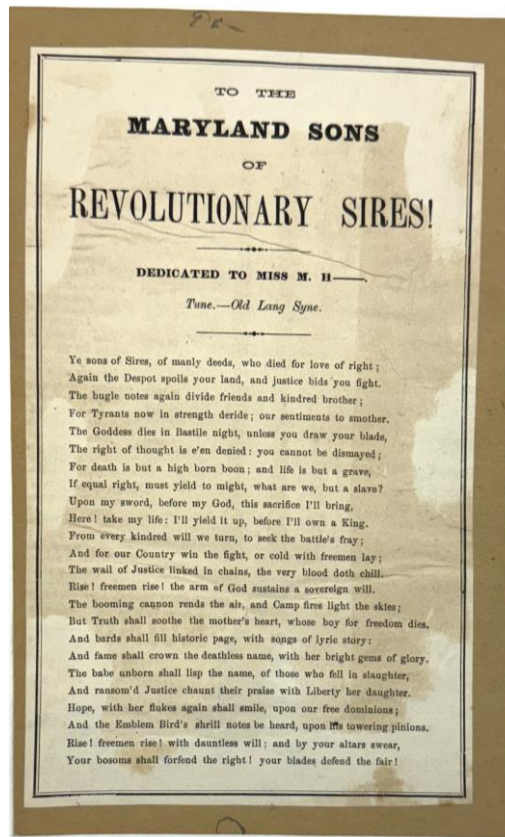 TO THE
MARYLAND SONS
OF
REVOLUTIONARY SIRES!
DEDICATED TO MISS M. H——.
Tune.—Old Lang Syne.
Ye sons of Sires, of manly deeds, who died for love of right;
Again the Despot spoils your land, and justice bids you fight.
The bugle notes again divide friends and kindred brother;
For Tyrants now in strength deride; our sentiments to smother.
The Goddess dies in Bastile night, unless you draw your blade,
The right of thought is e'en denied: you cannot be dismayed;
For death is but a high born boon; and life is but a grave,
If equal right, must yield to might, what are we, but a slave?
Upon my sword, before my God, this sacrifice I'll bring,
Here! take my life: I'll yield it up, before I'll own a King.
From every kindred will we turn, to seek the battle's fray;
And for our Country win the fight, or cold with freemen lay;
The wail of Justice linked in chains, the very blood doth chill.
Rise! freemen rise! the arm of God sustains a sovereign will.
The booming cannon rends the air, and Camp fires light the skies;
But Truth shall soothe the mother's heart, whose boy for freedom dies,
And bards shall fill historic page, with songs of lyric story:
And fame shall crown the deathless name, with her bright gems of glory.
The babe unborn shall lisp the name, of those who fell in slaughter,
And ransom'd Justice chaunt their praise with Liberty her daughter.
Hope, with her flukes again shall smile, upon our free dominions;
And the Emblem Bird's shrill notes be heard, upon his towering pinions.
Rise! freemen rise! with dauntless will; and by your altars swear,
Your bosoms shall forfend the right! your blades defend the fair!